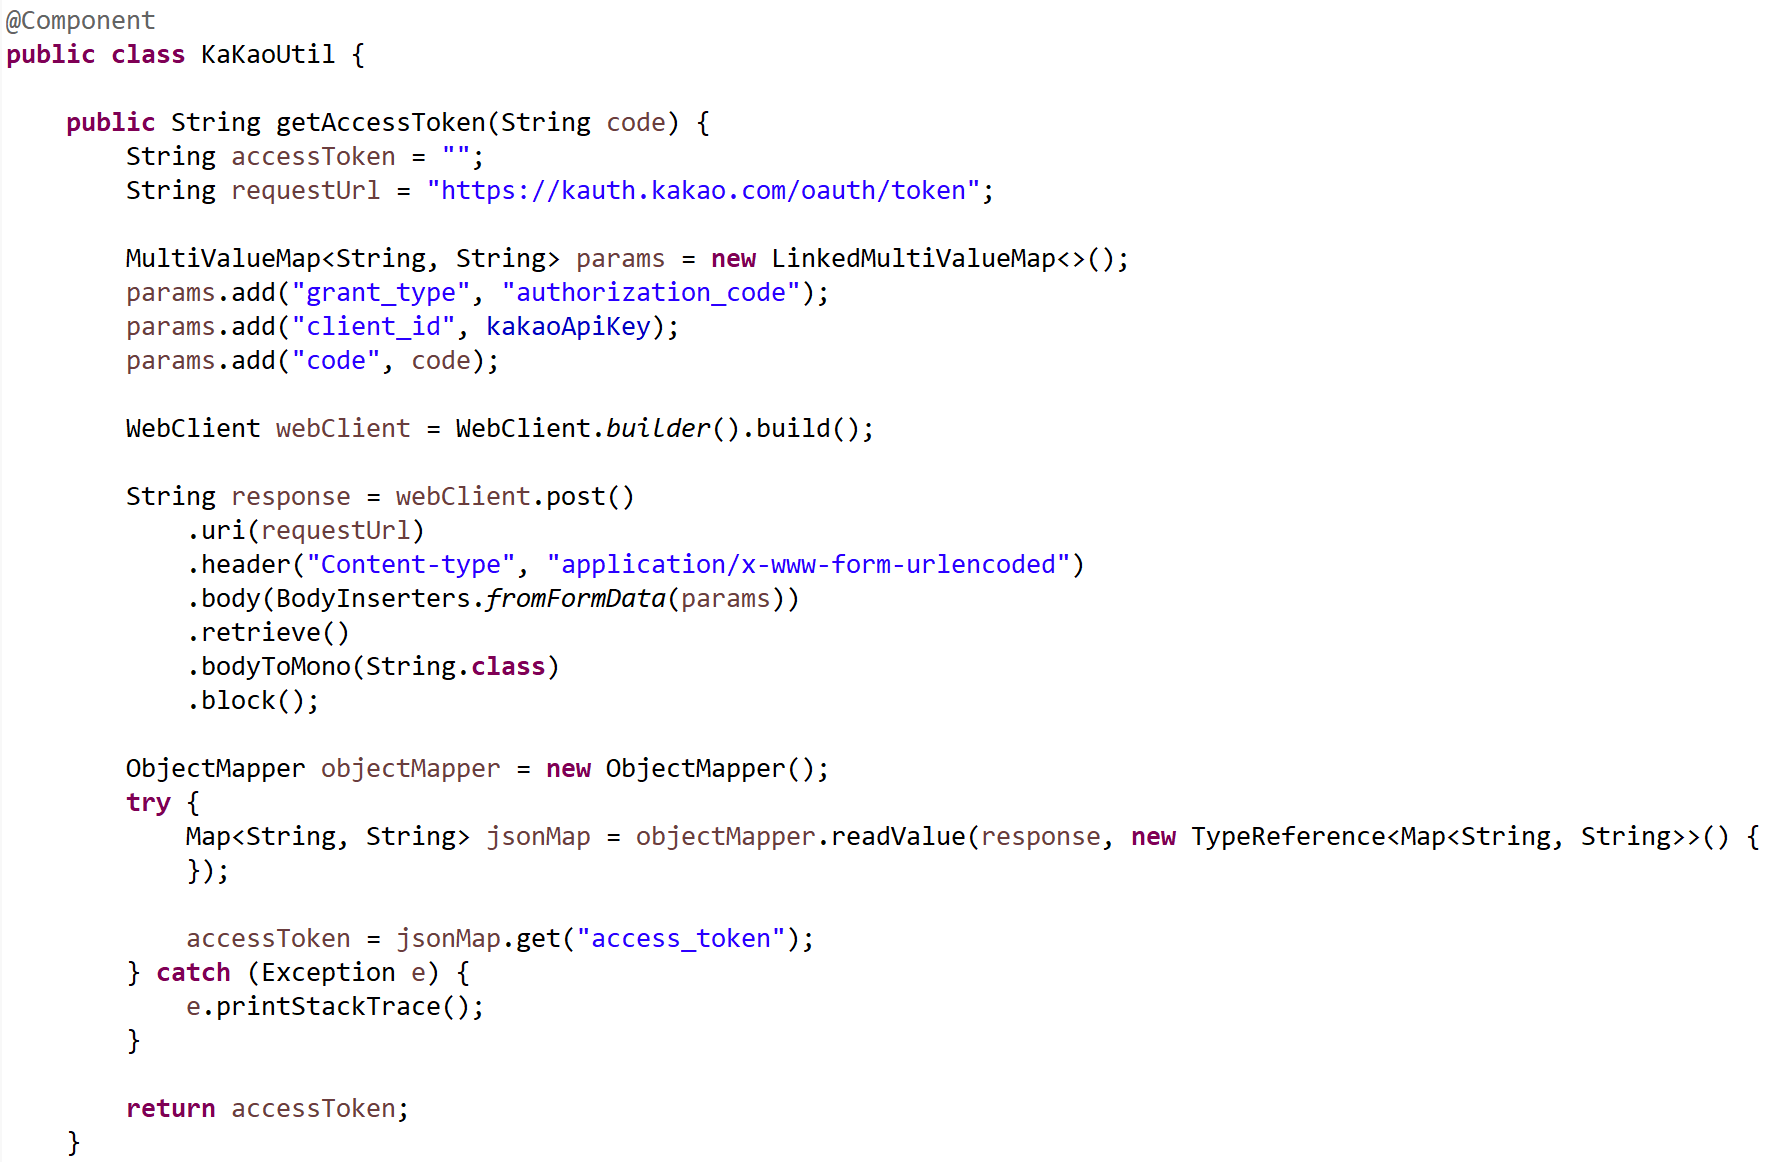 @Component
public class KaKaoUtil {
public String getAccessToken(String code) {
String accessToken = "";
String requestUrl = "https://kauth.kakao.com/oauth/token";
MultiValueMap<String, String> params = new LinkedMultiValueMap<>();
params.add("grant_type", "authorization_code");
params.add("client_id", kakaoApiKey);
params.add("code", code);
WebClient webClient = WebClient.builder().build();
String response = webClient.post()
.uri(requestUrl)
.header("Content-type", "application/x-www-form-urlencoded")
.body(BodyInserters.fromFormData(params))
.retrieve()
.bodyToMono(String.class)
.block();
ObjectMapper objectMapper = new ObjectMapper();
try {
Map<String, String> jsonMap = objectMapper.readValue(response, new TypeReference<Map<String, String>>() {
});
accessToken = jsonMap.get("access_token");
} catch (Exception e) {
e.printStackTrace();
}
return accessToken;
}